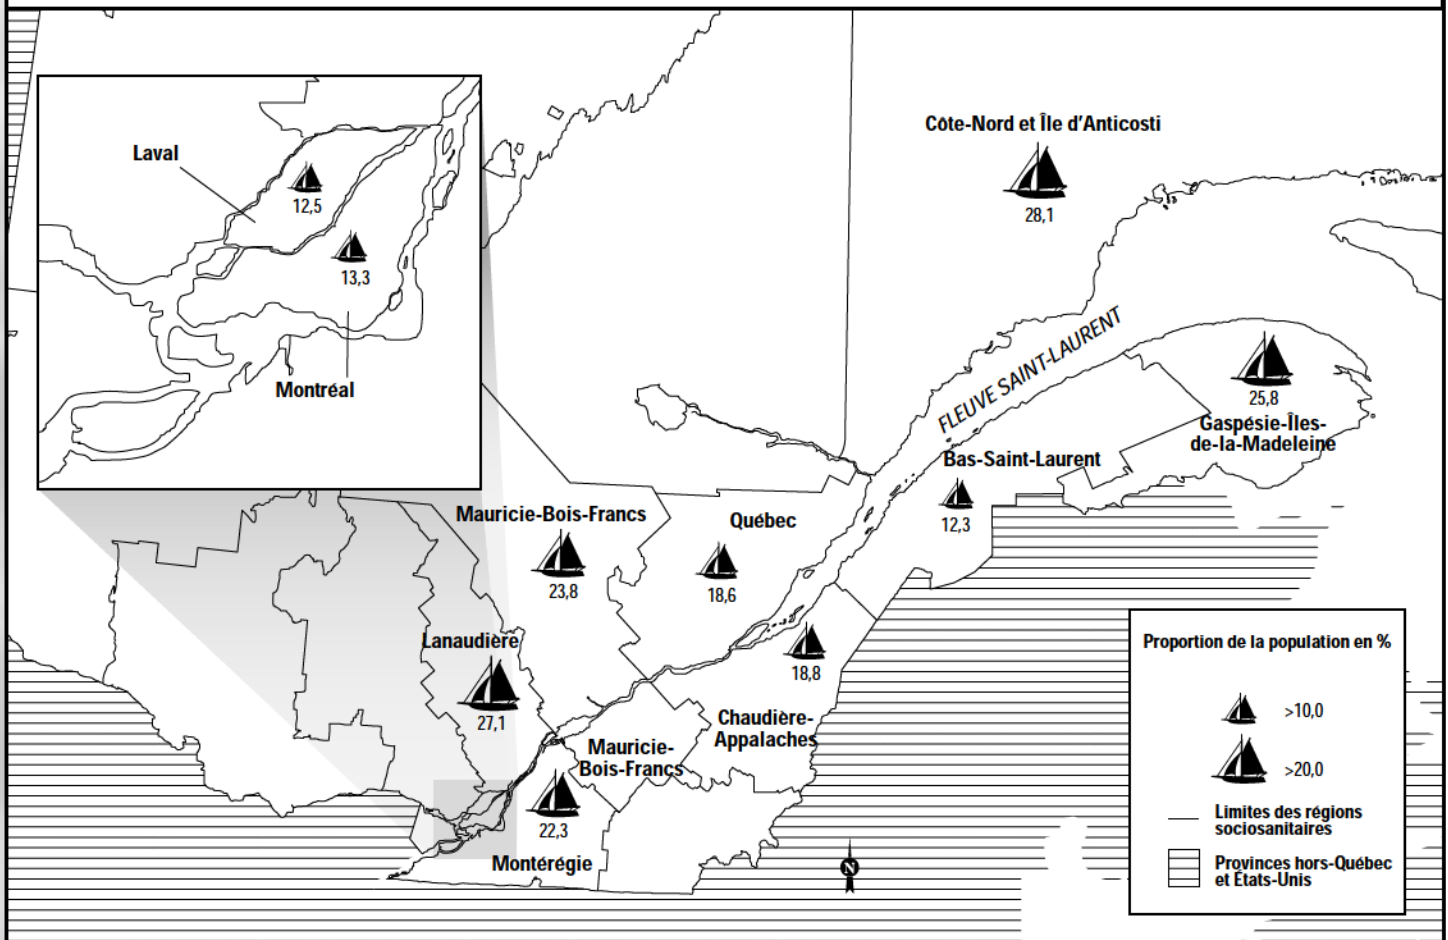 Laval
12,5
13,3
Montréal
Côte-Nord et Île d'Anticosti
28,1
FLEUVE SAINT-LAURENT
25,8
Gaspésie-Îles-
de-la-Madeleine
Bas-Saint-Laurent
12,3
Mauricie-Bois-Francs
23,8
Québec
18,6
Lanaudière
27,1
18,8
Chaudière-
Appalaches
Mauricie-
Bois-Francs
22,3
Montérégie
N
Proportion de la population en %
>10,0
>20,0
Limites des régions
sociosanitaires
Provinces hors-Québec
et États-Unis